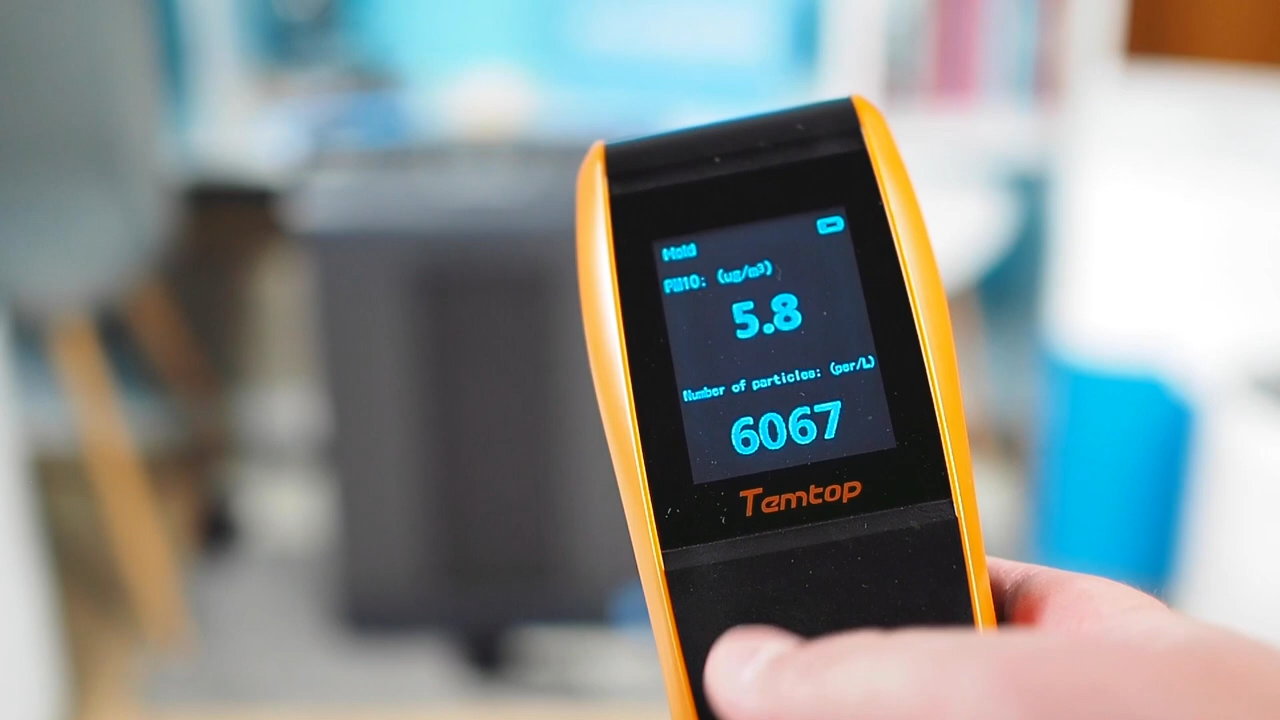 Hold
PM10: (ug/m³)
5.8
Number of particles: (per/L)
6067
Temtop